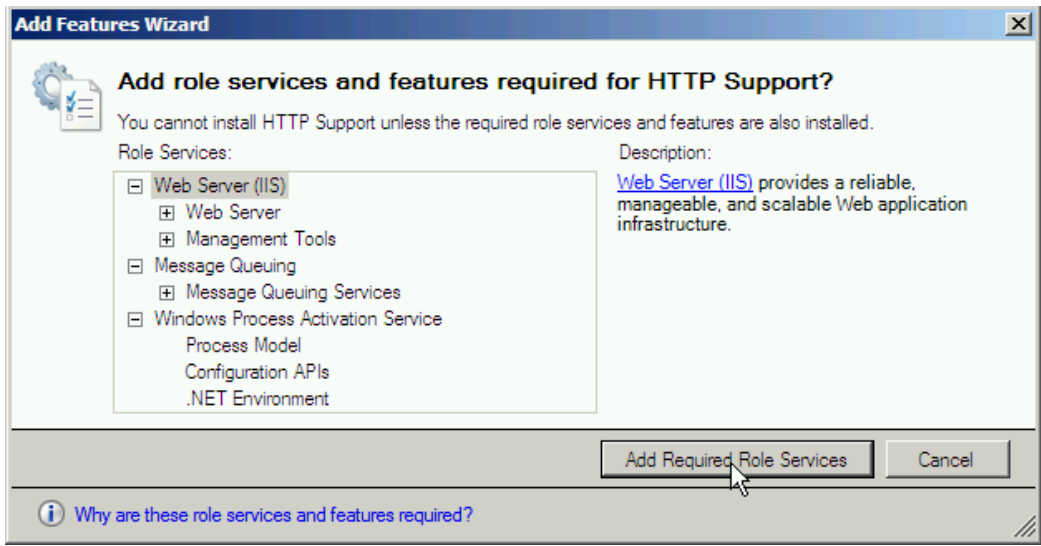 Add Features Wizard
Add role services and features required for HTTP Support?
You cannot install HTTP Support unless the required role services and features are also installed.
Role Services:
Web Server (IIS)
Web Server
Management Tools
Message Queuing
Message Queuing Services
Windows Process Activation Service
Process Model
Configuration APIs
.NET Environment
Description:
Web Server (IIS) provides a reliable,
manageable, and scalable Web application
infrastructure.
Add Required Role Services
Cancel
Why are these role services and features required?